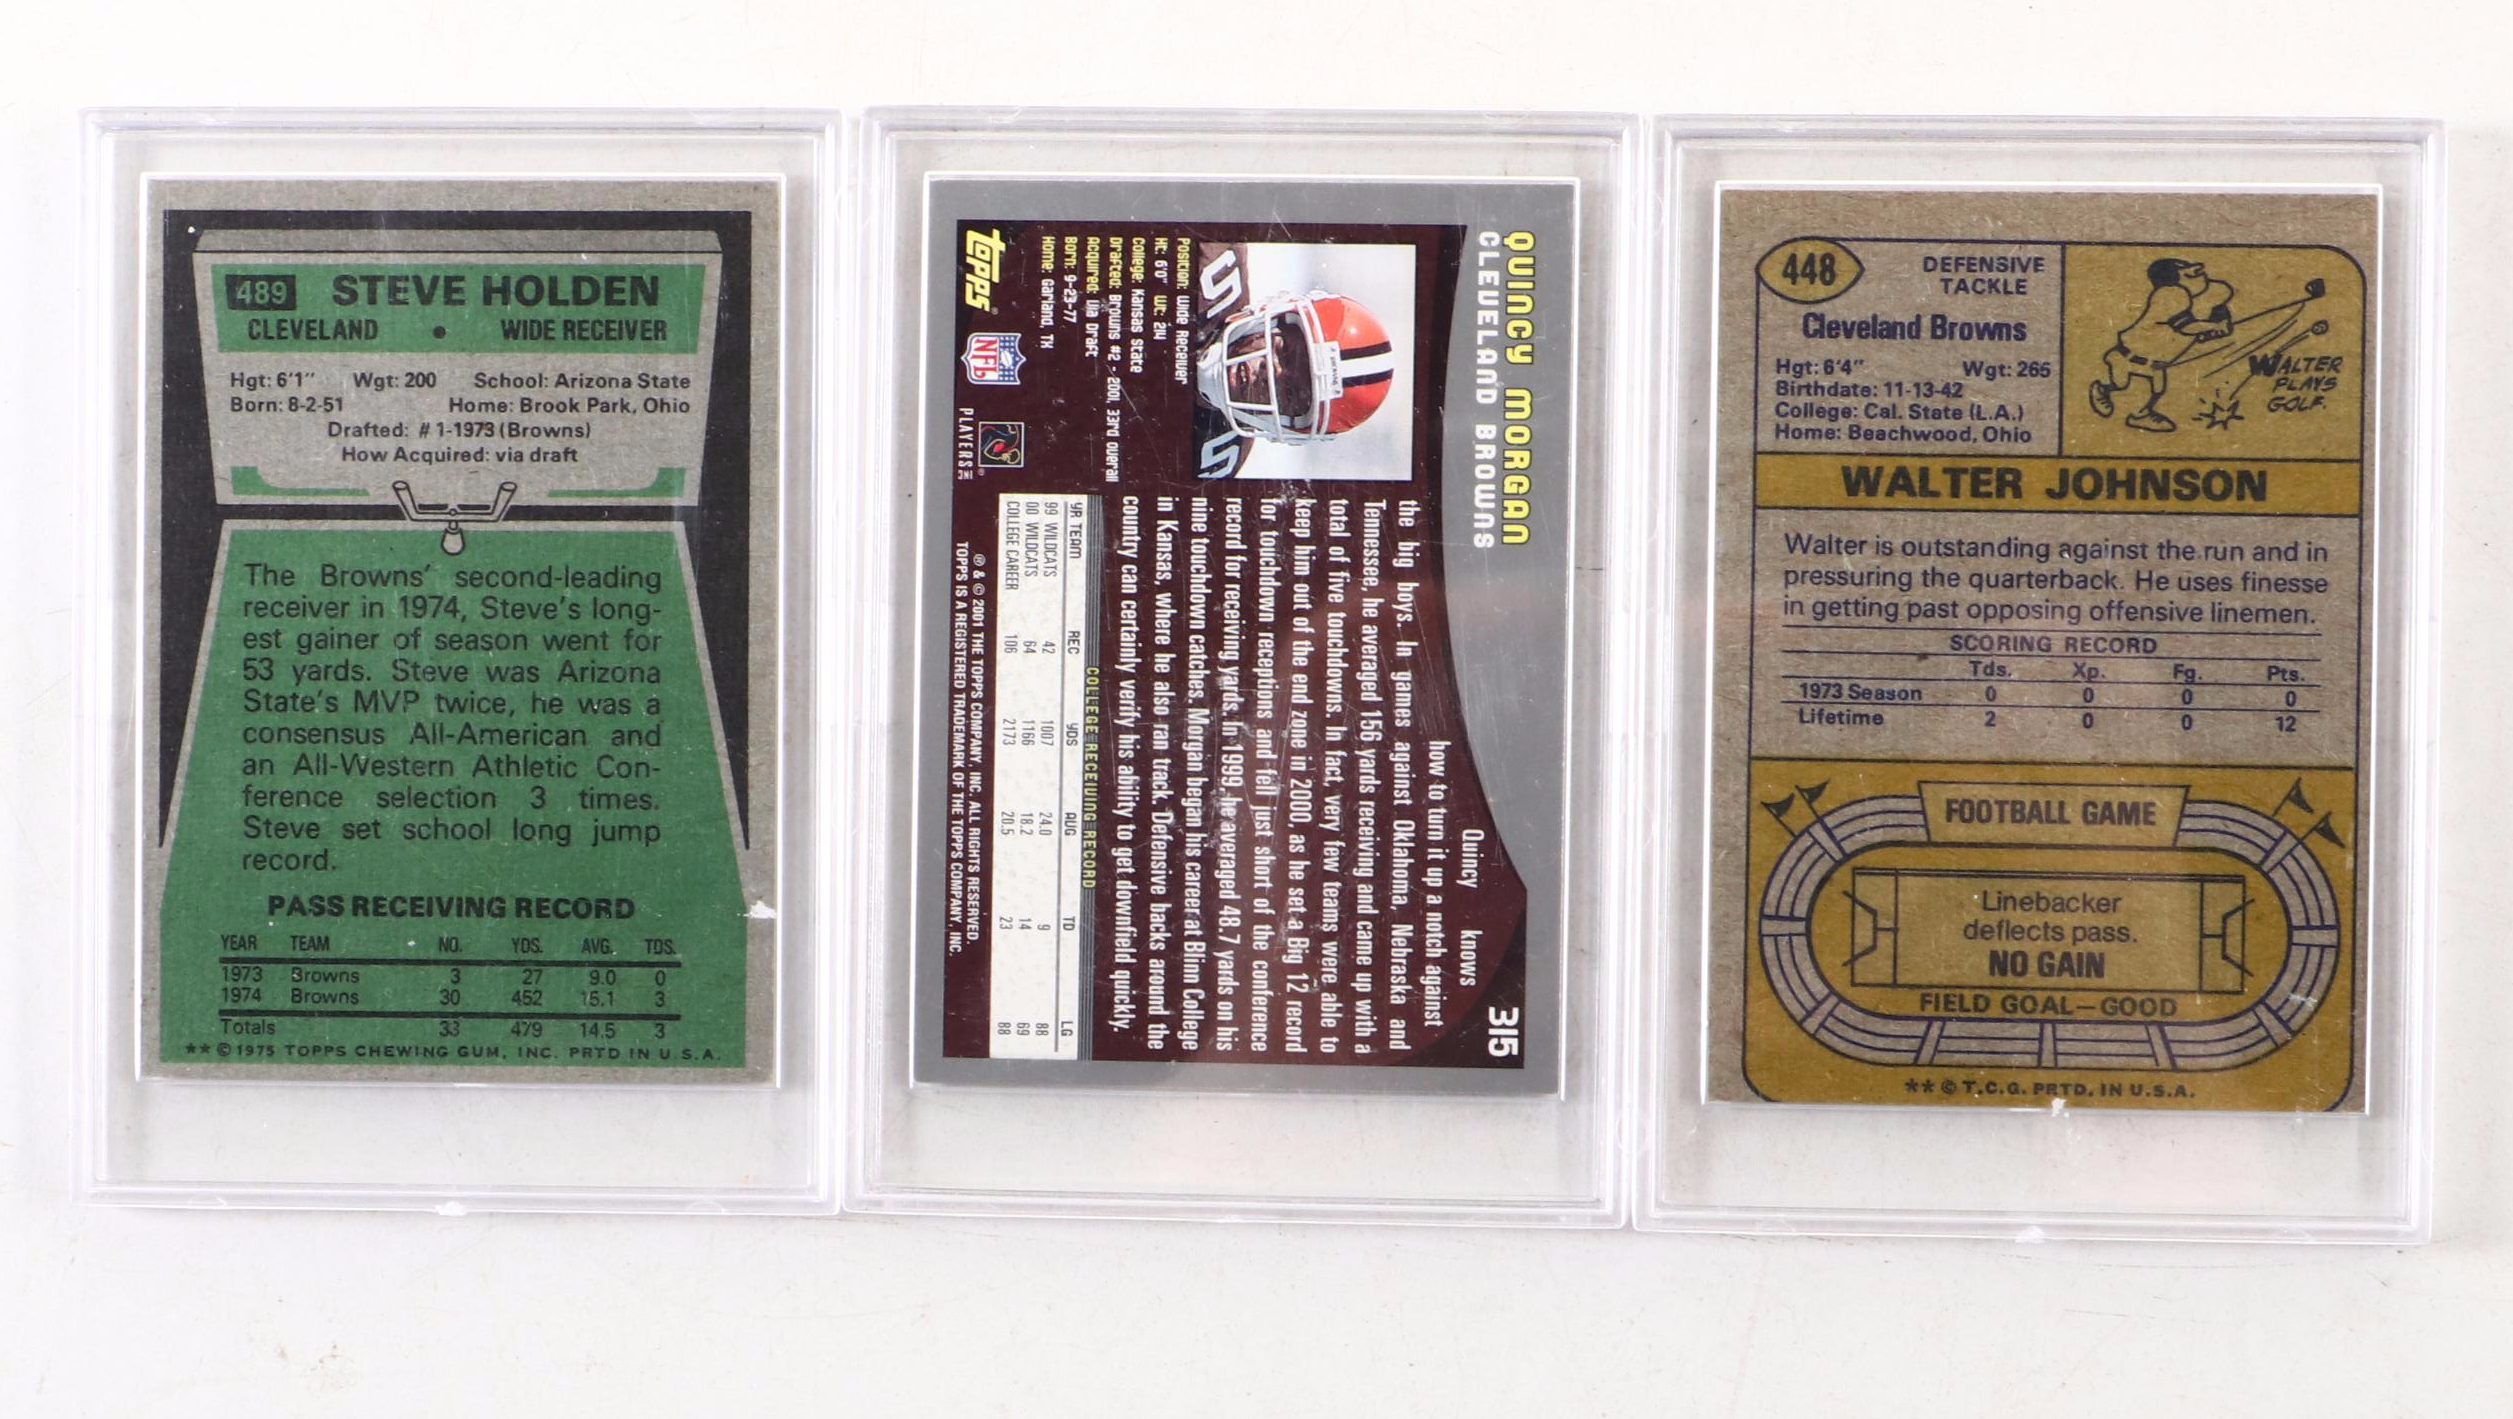 489 STEVE HOLDEN
CLEVELAND • WIDE RECEIVER
Hgt: 6'1" Wgt: 200 School: Arizona State
Born: 8-2-51 Home: Brook Park, Ohio
Drafted: #1-1973 (Browns)
How Acquired: via draft
The Browns' second-leading
receiver in 1974, Steve's long-
est gainer of season went for
53 yards. Steve was Arizona
State's MVP twice, he was a
consensus All-American and
an All-Western Athletic Con-
ference selection 3 times.
Steve set school long jump
record.
PASS RECEIVING RECORD
YEAR TEAM NO. YDS. AVG. TDS.
1973 Browns 3 27 9.0 0
1974 Browns 30 452 15.1 3
Totals 33 479 14.5 3
** © 1975 TOPPS CHEWING GUM, INC. PRTD IN U.S.A.
QUINCY MORGAN
CLEVELAND BROWNS
315
Quincy knows
how to turn it up a notch against
the big boys. In games against Oklahoma, Nebraska and
Tennessee, he averaged 156 yards receiving and came up with a
total of five touchdowns. In fact, very few teams were able to
keep him out of the end zone in 2000, as he set a Big 12 record
for touchdown receptions and fell just short of the conference
record for receiving yards. In 1999, he averaged 48.7 yards on his
nine touchdown catches. Morgan began his career at Blinn College
in Kansas, where he also ran track. Defensive backs around the
country can certainly verify his ability to get downfield quickly.
Position: Wide Receiver
Ht: 6'0" Wt: 214
College: Kansas State
Drafted: Browns #2 - 2001, 33rd overall
Acquired: Via Draft
Born: 9-23-77
Home: Garland, TX
COLLEGE RECEIVING RECORD
YR TEAM REC YDS AVG TD LG
99 WILDCATS 42 1007 24.0 9 88
00 WILDCATS 64 1166 18.2 14 69
COLLEGE CAREER 106 2173 20.5 23 88
Topps
NFL
PLAYERS INC
® & © 2001 THE TOPPS COMPANY, INC. ALL RIGHTS RESERVED.
TOPPS IS A REGISTERED TRADEMARK OF THE TOPPS COMPANY, INC.
448
DEFENSIVE
TACKLE
Cleveland Browns
Hgt: 6'4" Wgt: 265
Birthdate: 11-13-42
College: Cal. State (L.A.)
Home: Beachwood, Ohio
WALTER
PLAYS
GOLF.
WALTER JOHNSON
Walter is outstanding against the run and in
pressuring the quarterback. He uses finesse
in getting past opposing offensive linemen.
SCORING RECORD
Tds. Xp. Fg. Pts.
1973 Season 0 0 0 0
Lifetime 2 0 0 12
FOOTBALL GAME
Linebacker
deflects pass.
NO GAIN
FIELD GOAL—GOOD
** © T.C.G. PRTD. IN U.S.A.